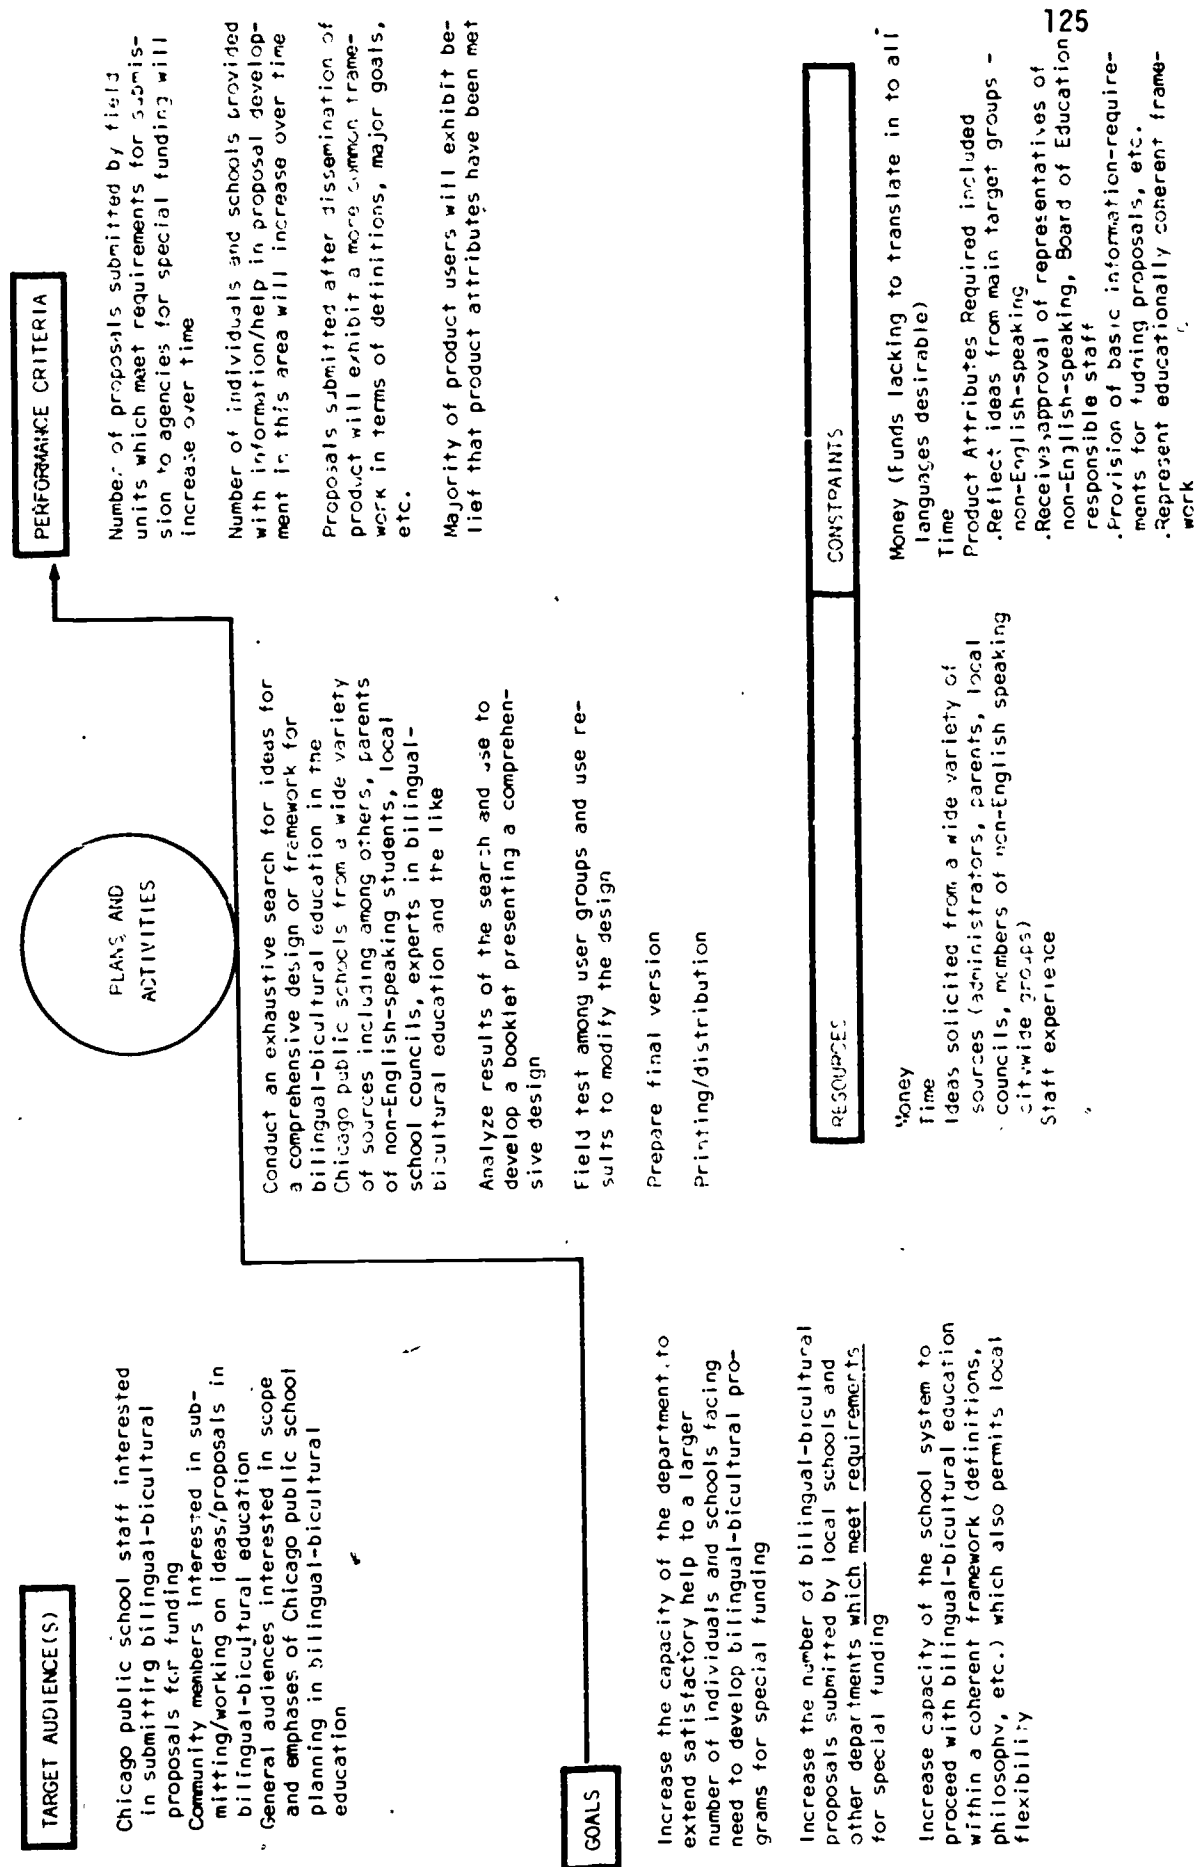 125
TARGET AUDIENCE(S)
Chicago public school staff interested
in submitting bilingual-bicultural
proposals for funding
Community members interested in sub-
mitting/working on ideas/proposals in
bilingual-bicultural education
General audiences interested in scope
and emphases of Chicago public school
planning in bilingual-bicultural
education
PLANS AND
ACTIVITIES
Conduct an exhaustive search for ideas for
a comprehensive design or framework for
bilingual-bicultural education in the
Chicago public schools from a wide variety
of sources including among others, parents
of non-English-speaking students, local
school councils, experts in bilingual-
bicultural education and the like
Analyze results of the search and use to
develop a booklet presenting a comprehen-
sive design
Field test among user groups and use re-
sults to modify the design
Prepare final version
Printing/distribution
PERFORMANCE CRITERIA
Number of proposals submitted by field
units which meet requirements for submis-
sion to agencies for special funding will
increase over time
Number of individuals and schools provided
with information/help in proposal develop-
ment in this area will increase over time
Proposals submitted after dissemination of
product will exhibit a more common frame-
work in terms of definitions, major goals,
etc.
Majority of product users will exhibit be-
lief that product attributes have been met
GOALS
Increase the capacity of the department to
extend satisfactory help to a larger
number of individuals and schools facing
need to develop bilingual-bicultural pro-
grams for special funding
Increase the number of bilingual-bicultural
proposals submitted by local schools and
other departments which meet requirements
for special funding
Increase capacity of the school system to
proceed with bilingual-bicultural education
within a coherent framework (definitions,
philosophy, etc.) which also permits local
flexibility
RESOURCES
Money
Time
Ideas solicited from a wide variety of
sources (administrators, parents, local
councils, members of non-English speaking
citywide groups)
Staff experience
CONSTRAINTS
Money (Funds lacking to translate in to all
languages desirable)
Time
Product Attributes Required included
.Reflect ideas from main target groups -
non-English-speaking
.Receive approval of representatives of
non-English-speaking, Board of Education
responsible staff
.Provision of basic information-require-
ments for fudning proposals, etc.
.Represent educationally coherent frame-
work